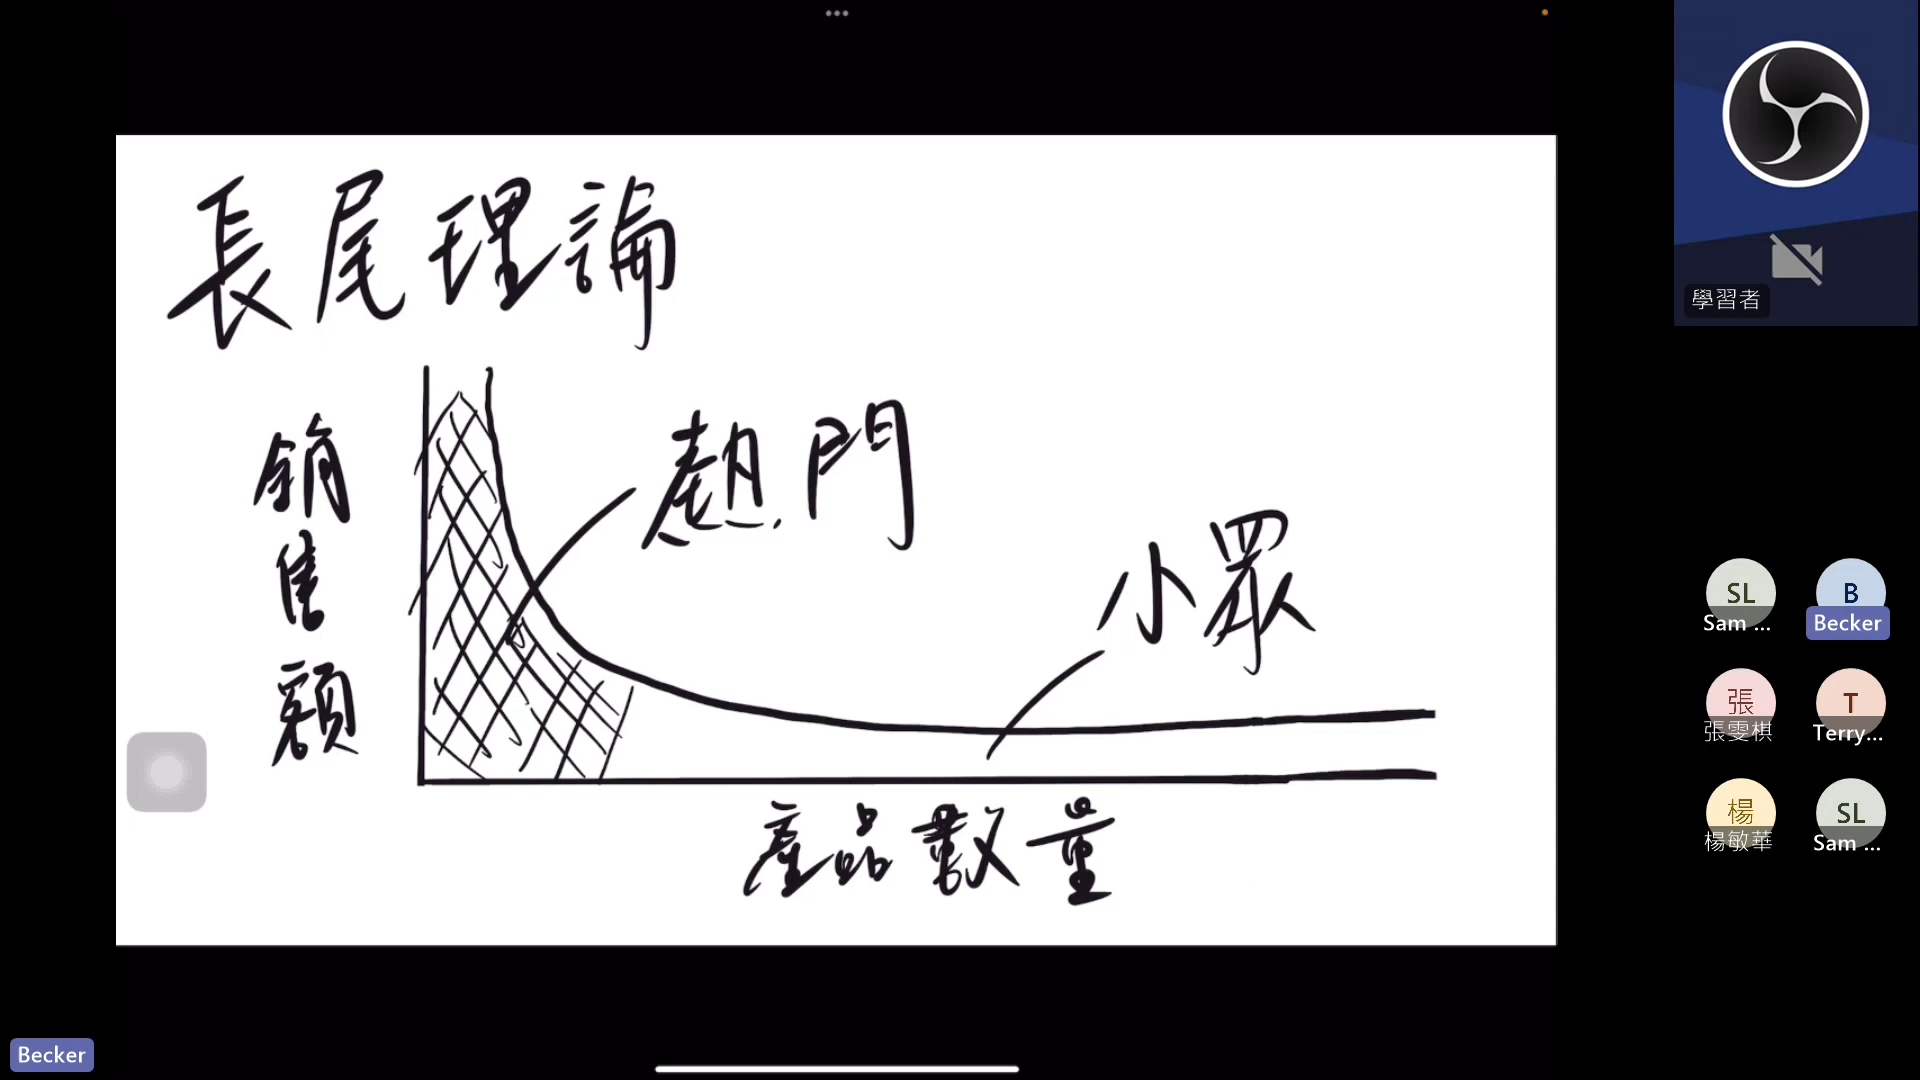 長尾理論
銷售額
熱門
小眾
產品數量
學習者
SL
Sam ...
B
Becker
張
張雯棋
T
Terry...
楊
楊敏華
SL
Sam ...
Becker